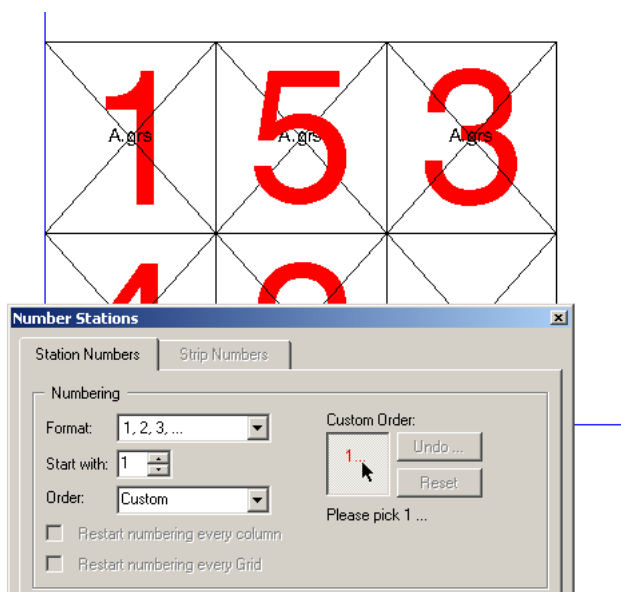 1 5 3
A.grs A.grs A.grs
Number Stations
Station Numbers Strip Numbers
Numbering
Format: 1, 2, 3, ...
Custom Order:
1...
Undo ...
Start with: 1
Reset
Order: Custom
Please pick 1 ...
Restart numbering every column
Restart numbering every Grid